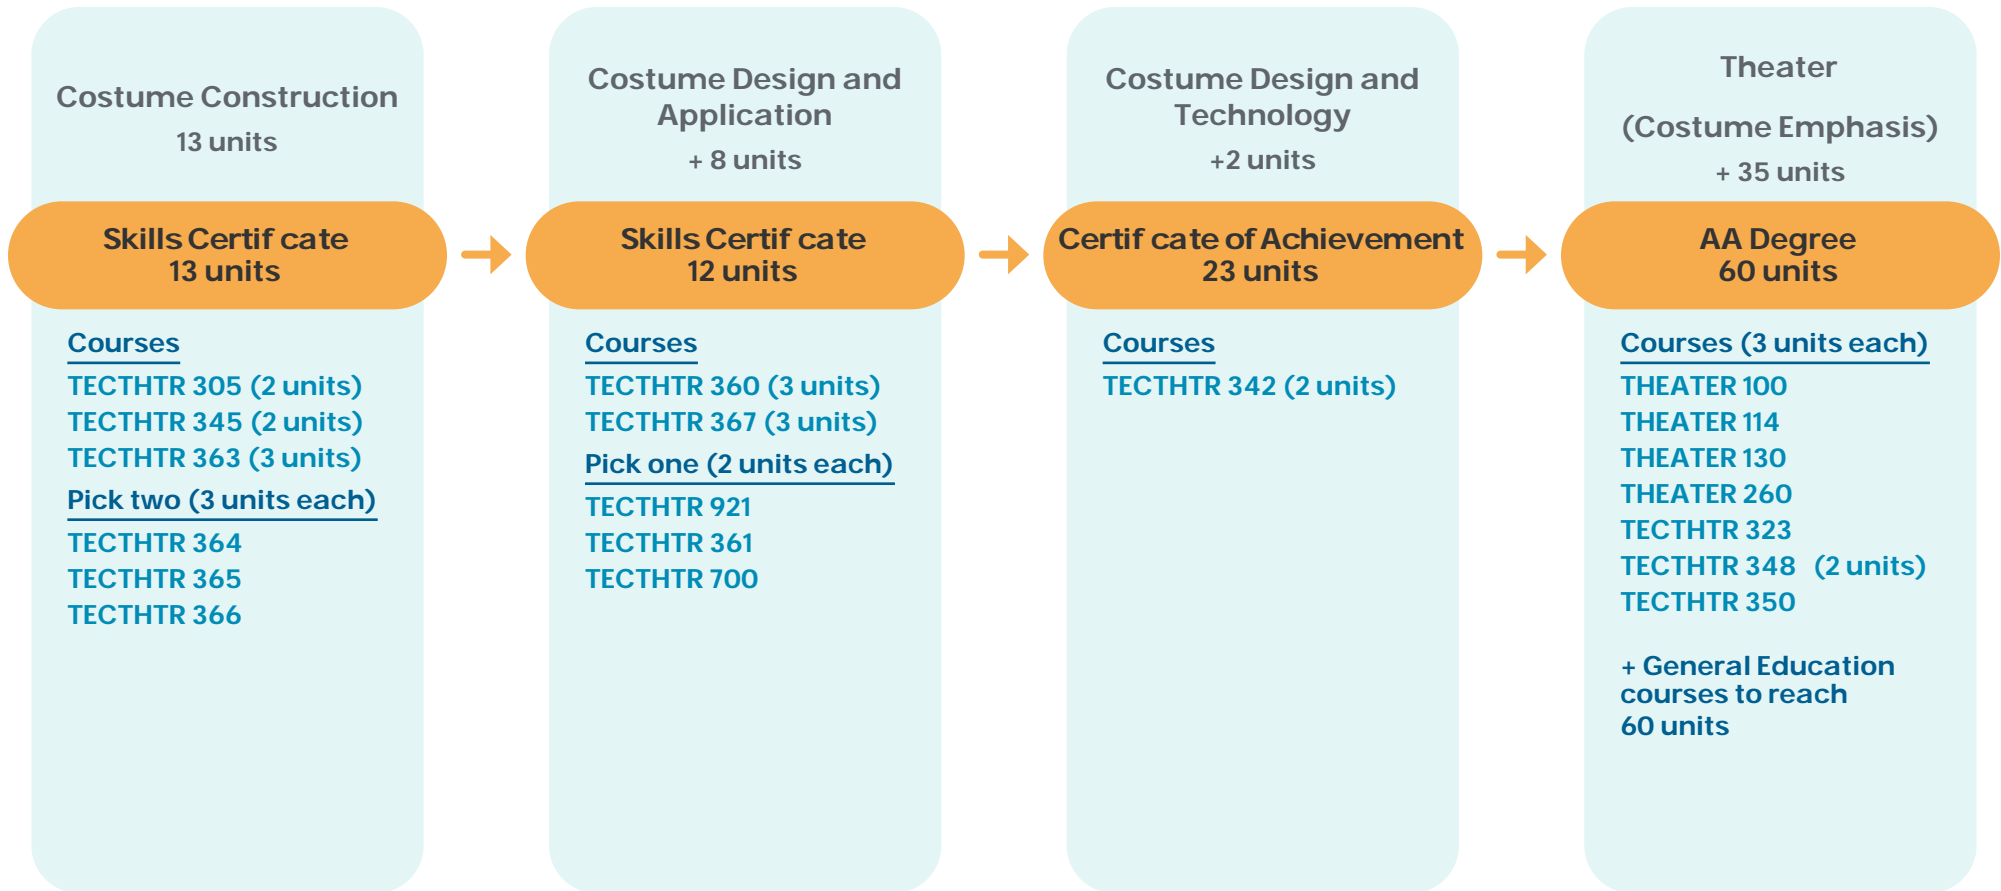 Costume Construction
13 units
Skills Certif cate
13 units
Courses
TECTHTR 305 (2 units)
TECTHTR 345 (2 units)
TECTHTR 363 (3 units)
Pick two (3 units each)
TECTHTR 364
TECTHTR 365
TECTHTR 366
Costume Design and
Application
+ 8 units
Skills Certif cate
12 units
Courses
TECTHTR 360 (3 units)
TECTHTR 367 (3 units)
Pick one (2 units each)
TECTHTR 921
TECTHTR 361
TECTHTR 700
Costume Design and
Technology
+2 units
Certif cate of Achievement
23 units
Courses
TECTHTR 342 (2 units)
Theater
(Costume Emphasis)
+ 35 units
AA Degree
60 units
Courses (3 units each)
THEATER 100
THEATER 114
THEATER 130
THEATER 260
TECTHTR 323
TECTHTR 348 (2 units)
TECTHTR 350
+ General Education
courses to reach
60 units